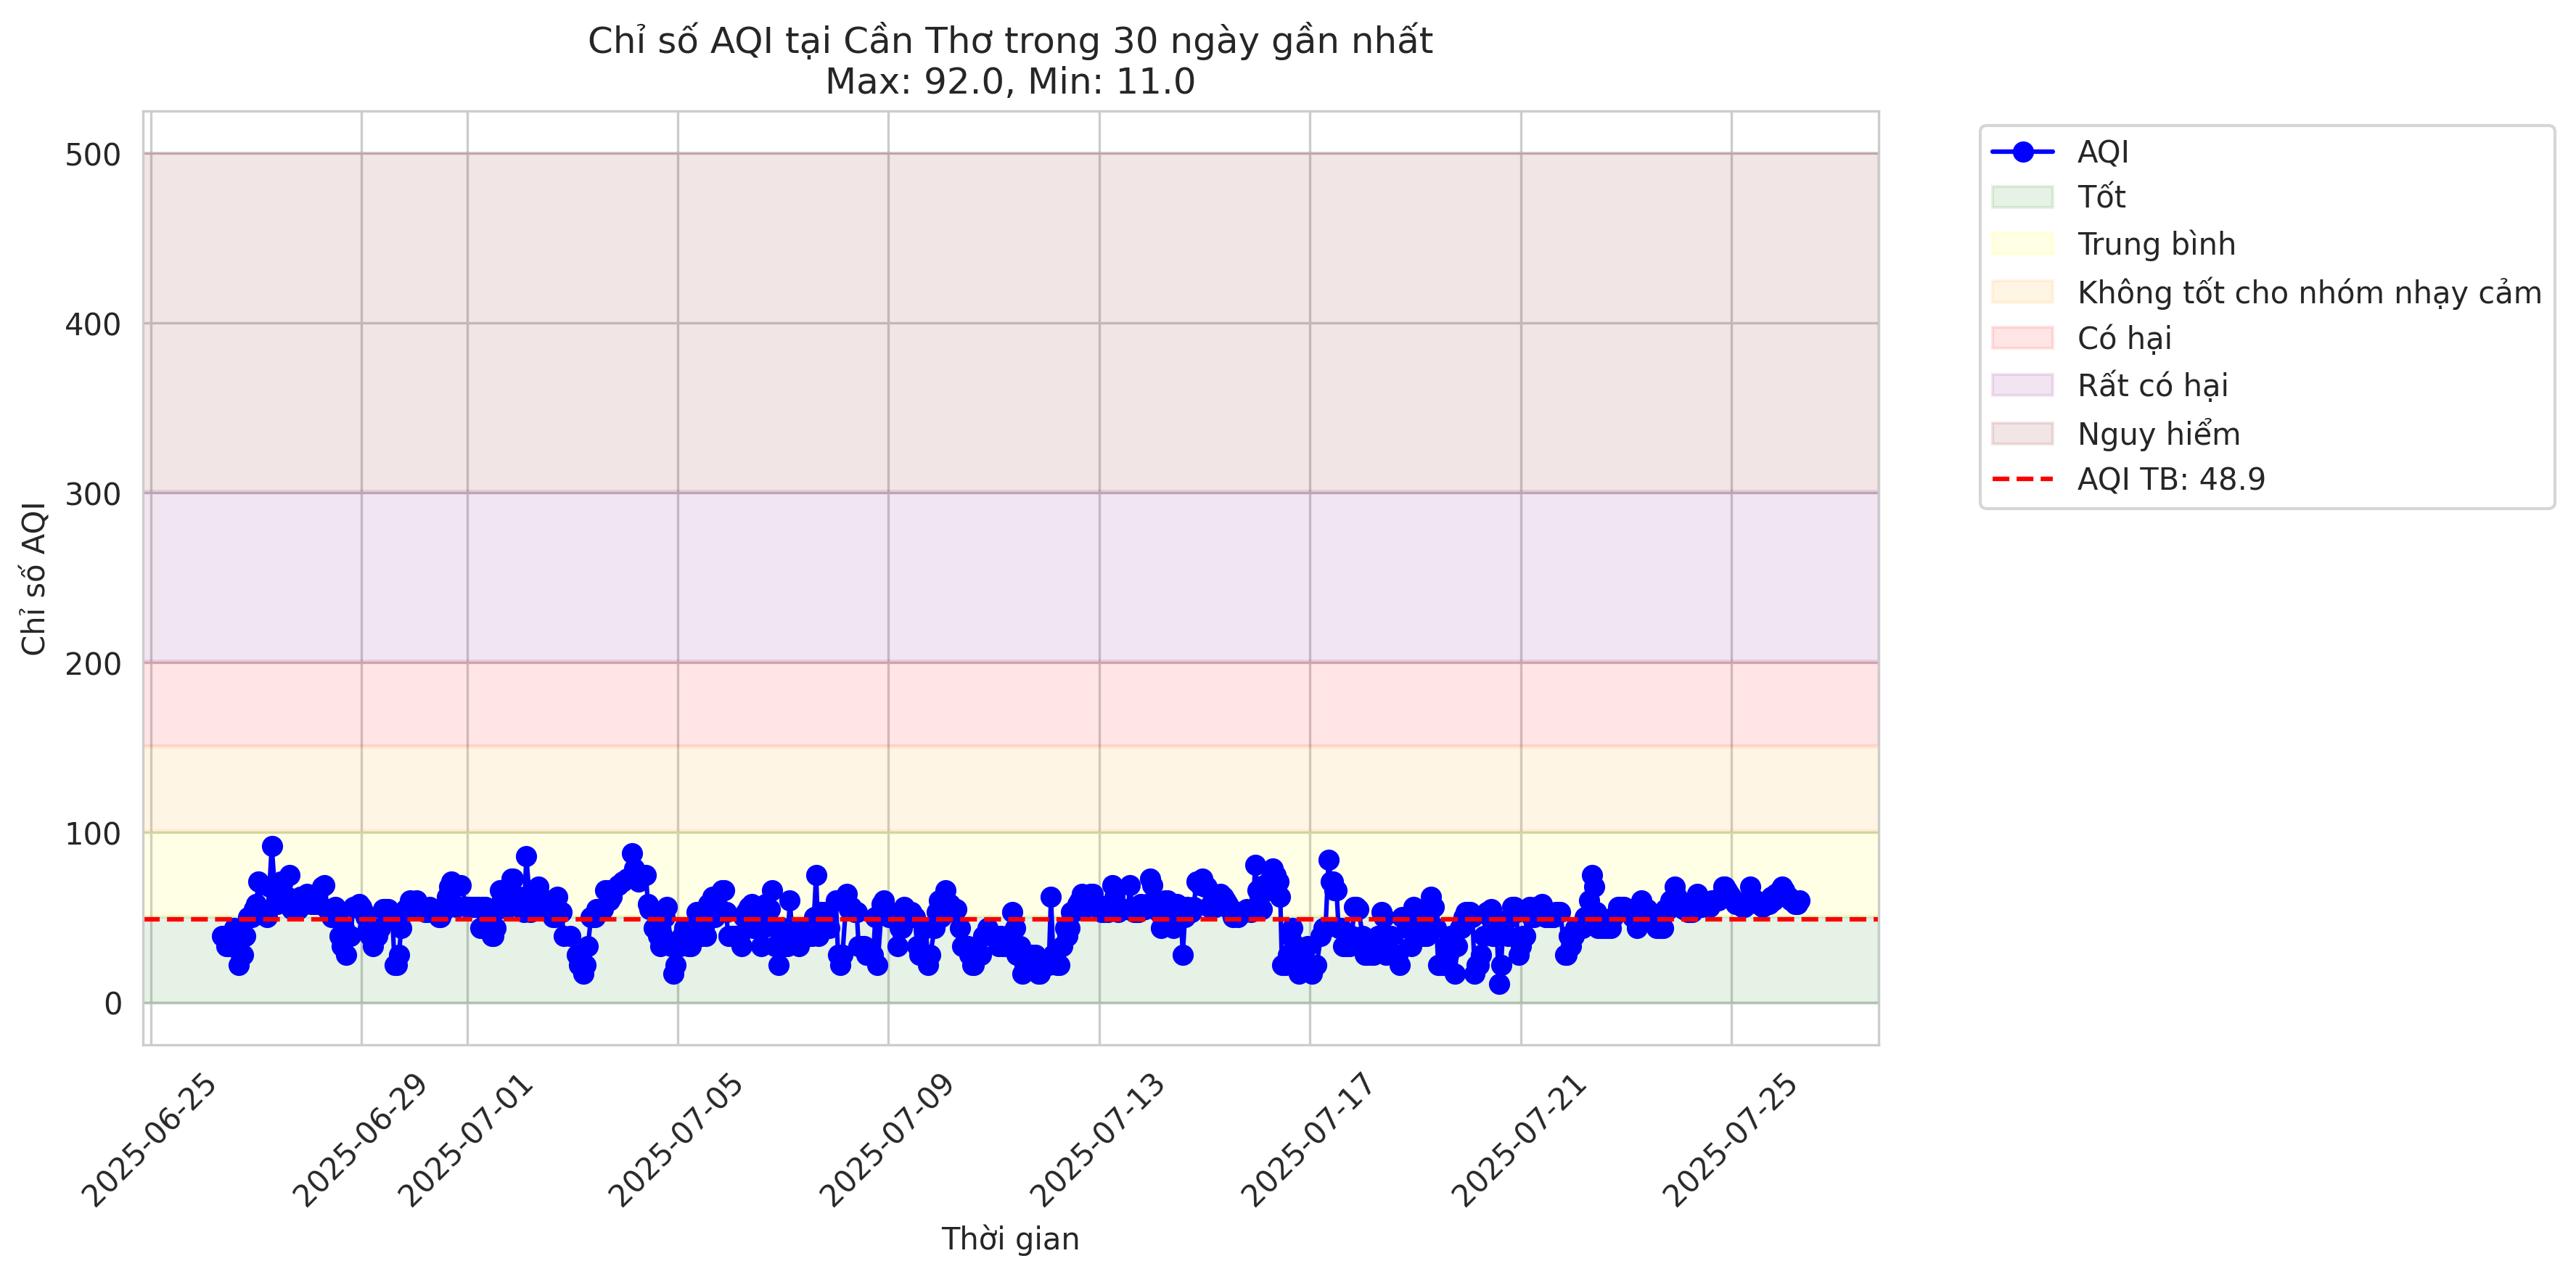 Chỉ số AQI tại Cần Thơ trong 30 ngày gần nhất
Max: 92.0, Min: 11.0
Chỉ số AQI
500
400
300
200
100
0
2025-06-25
2025-06-29
2025-07-01
2025-07-05
2025-07-09
2025-07-13
2025-07-17
2025-07-21
2025-07-25
Thời gian
AQI
Tốt
Trung bình
Không tốt cho nhóm nhạy cảm
Có hại
Rất có hại
Nguy hiểm
AQI TB: 48.9